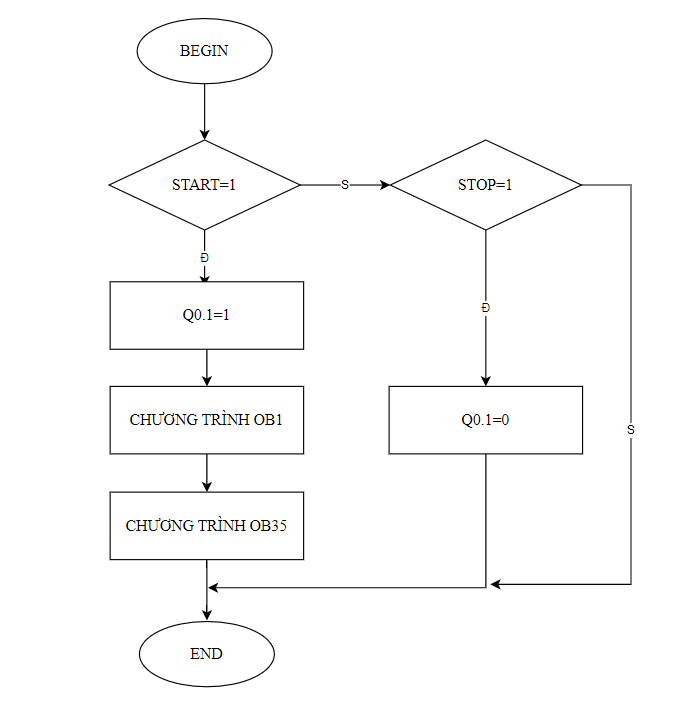 BEGIN
START=1
S
STOP=1
Đ
Q0.1=1
Đ
CHƯƠNG TRÌNH OB1
Q0.1=0
S
CHƯƠNG TRÌNH OB35
END